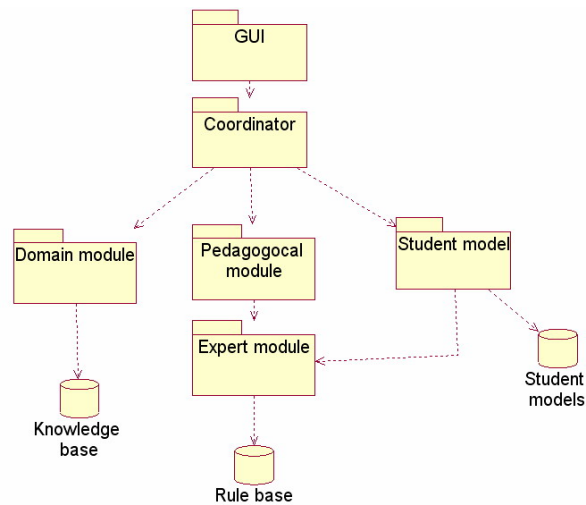 GUI
Coordinator
Domain module
Pedagogocal
module
Student model
Expert module
Knowledge
base
Rule base
Student
models